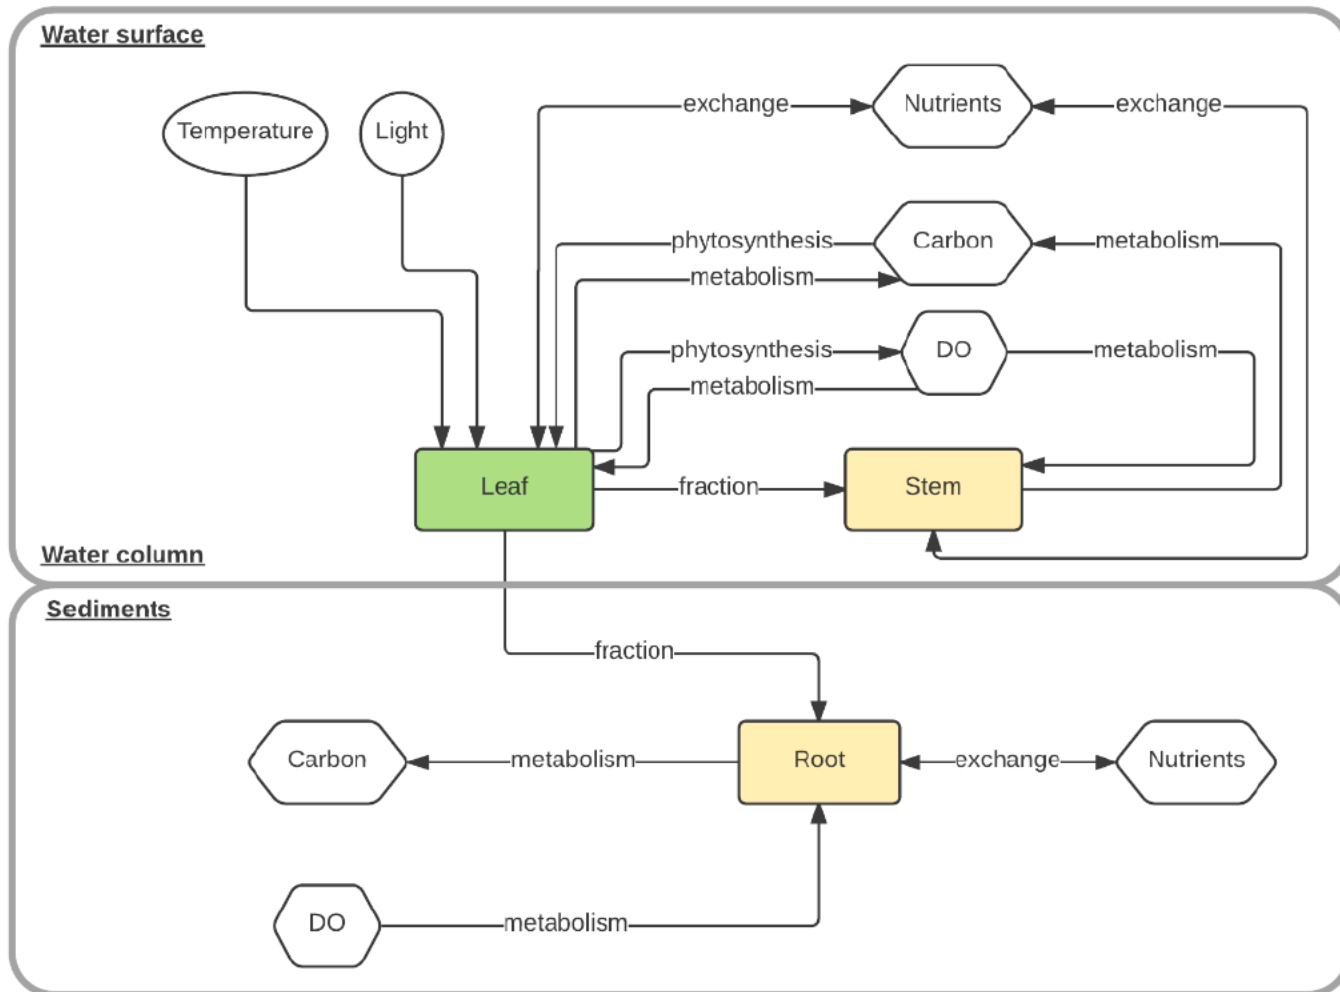 Water surface
Temperature
Light
exchange
Nutrients
exchange
phytosynthesis
Carbon
metabolism
metabolism
phytosynthesis
DO
metabolism
metabolism
Leaf
fraction
Stem
Water column
Sediments
fraction
Carbon
metabolism
Root
exchange
Nutrients
DO
metabolism